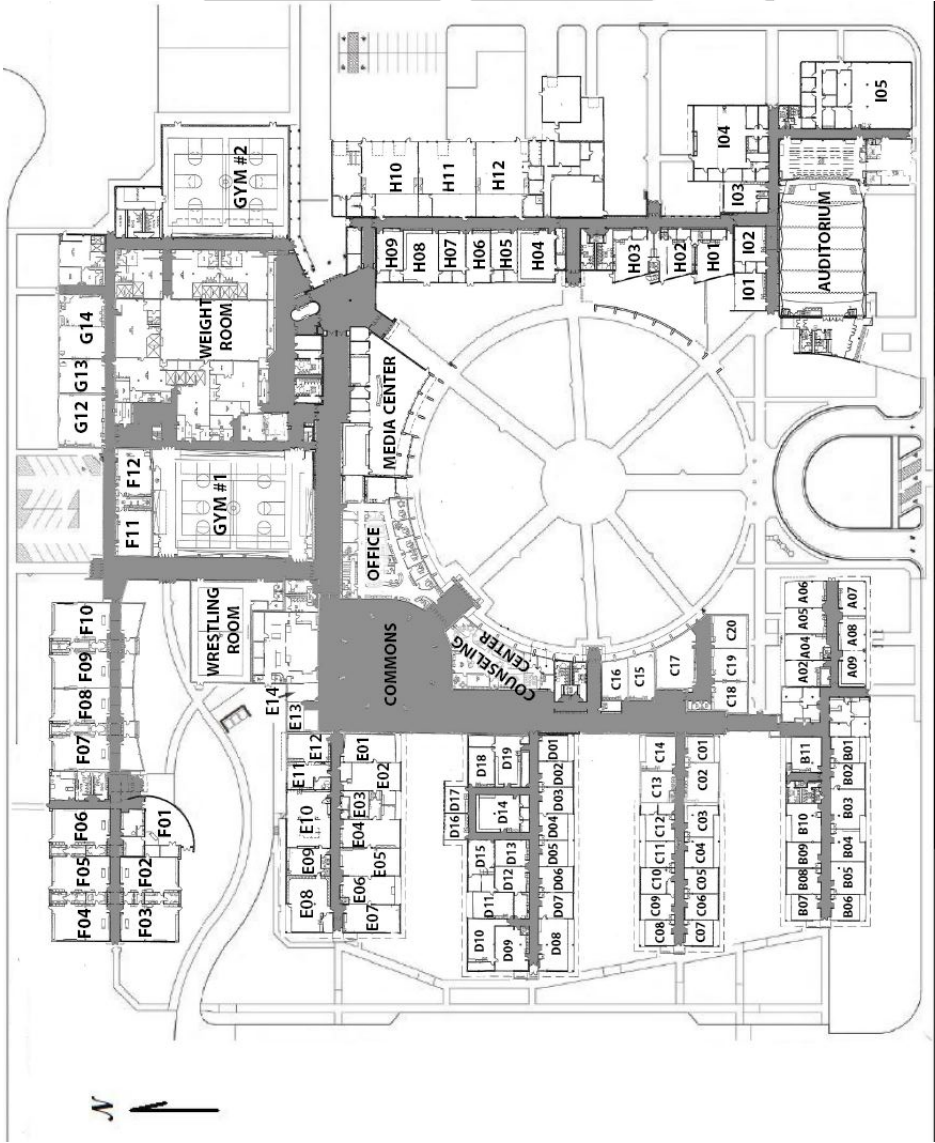 GYM #2
G14
G13
G12
WEIGHT
ROOM
F12
F11
GYM #1
WRESTLING
ROOM
F10
F09
F08
F07
F06
F05
F04
F01
F02
F03
H10
H11
H12
H09
H08
H07
H06
H05
H04
H03
H02
H01
I01
I02
I03
I04
I05
AUDITORIUM
MEDIA CENTER
OFFICE
COMMONS
COUNSELING
CENTER
E14
E13
E12
E11
E10
E09
E08
E01
E02
E03
E04
E05
E06
E07
D19
D18
D17
D16
D15
D14
D13
D12
D11
D10
D09
D01
D02
D03
D04
D05
D06
D07
D08
C16
C15
C17
C20
C19
C18
C14
C13
C12
C11
C10
C09
C08
C01
C02
C03
C04
C05
C06
C07
A06
A05
A04
A02
A07
A08
A09
B11
B10
B09
B08
B07
B01
B02
B03
B04
B05
B06
N